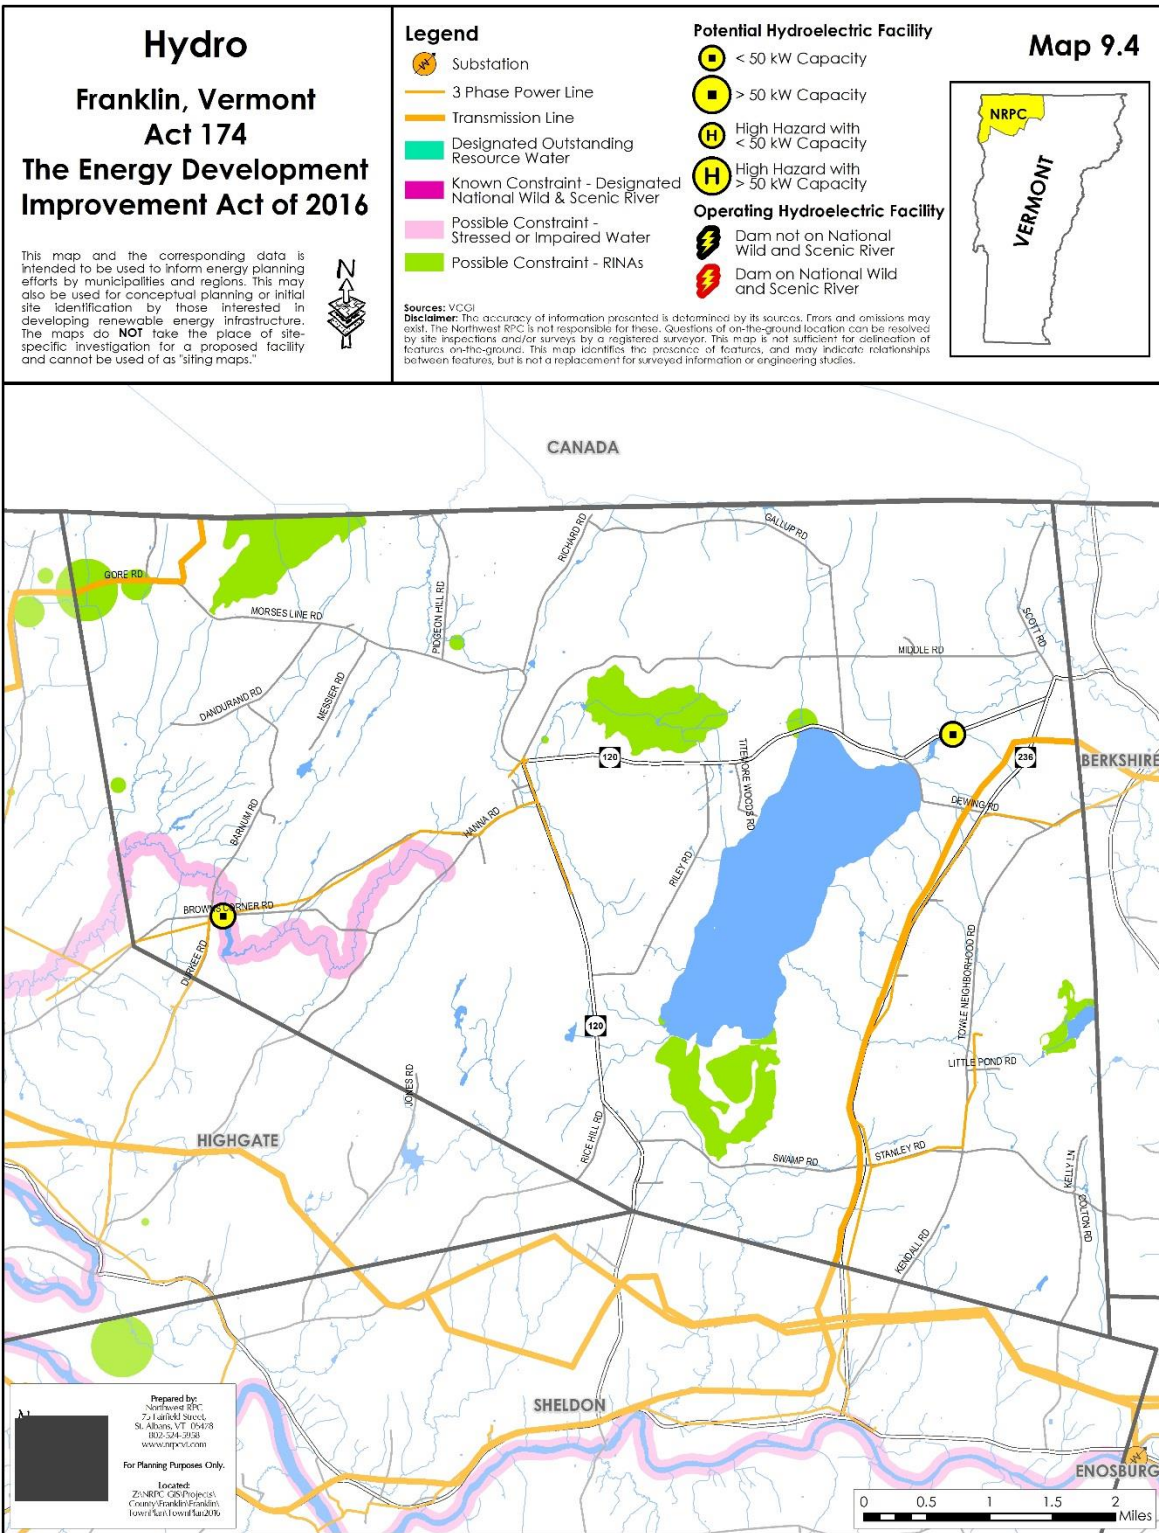 Hydro
Franklin, Vermont
Act 174
The Energy Development
Improvement Act of 2016
This map and the corresponding data is
intended to be used to inform energy planning
efforts by municipalities and regions. This may
also be used for conceptual planning or initial
site identification by those interested in
developing renewable energy infrastructure.
The maps do NOT take the place of site-
specific investigation for a proposed facility
and cannot be used of as "siting maps."
N
Legend
Substation
3 Phase Power Line
Transmission Line
Designated Outstanding
Resource Water
Known Constraint - Designated
National Wild & Scenic River
Possible Constraint -
Stressed or Impaired Water
Possible Constraint - RINAs
Potential Hydroelectric Facility
< 50 kW Capacity
> 50 kW Capacity
H High Hazard with
< 50 kW Capacity
H High Hazard with
> 50 kW Capacity
Operating Hydroelectric Facility
Dam not on National
Wild and Scenic River
Dam on National Wild
and Scenic River
Sources: VCGI
Disclaimer: The accuracy of information presented is determined by its sources. Errors and omissions may
exist. The Northwest RPC is not responsible for these. Questions of on-the-ground location can be resolved
by site inspections and/or surveys by a registered surveyor. This map is not sufficient for delineation of
features on-the-ground. This map identifies the presence of features, and may indicate relationships
between features, but is not a replacement for surveyed information or engineering studies.
Map 9.4
NRPC
VERMONT
CANADA
RICHARD RD
GALLUP RD
GORE RD
MORSES LINE RD
PIDGEON HILL RD
SCOTT RD
MIDDLE RD
DANDURAND RD
MESSIER RD
120
TITEMORE WOODS RD
236
BERKSHIRE
DEWING RD
BARNUM RD
HANNA RD
RILEY RD
BROWNS CORNER RD
DURKEE RD
TOWLE NEIGHBORHOOD RD
120
LITTLE POND RD
JONES RD
HIGHGATE
RICE HILL RD
SWAMP RD
STANLEY RD
KELLY LN
COLTON RD
KENDALL RD
SHELDON
ENOSBURG
Prepared by:
Northwest RPC
75 Fairfield Street,
St. Albans, VT 05478
802-524-5958
www.nrpcvt.com
For Planning Purposes Only.
Located:
Z:\NRPC GIS\Projects\
County\Franklin\Franklin\
TownPlan\TownPlan2016
0 0.5 1 1.5 2
Miles